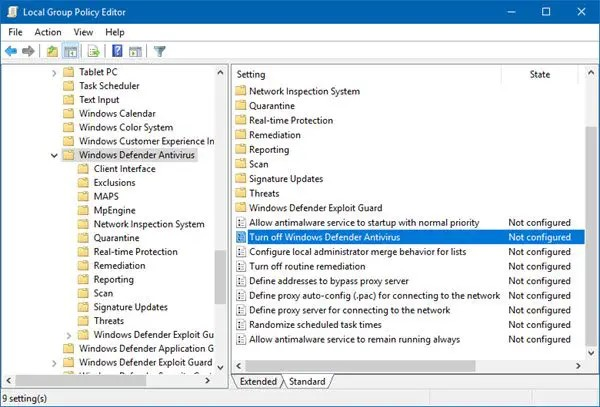 Local Group Policy Editor
File Action View Help
Tablet PC
Task Scheduler
Text Input
Windows Calendar
Windows Color System
Windows Customer Experience In
Windows Defender Antivirus
Client Interface
Exclusions
MAPS
MpEngine
Network Inspection System
Quarantine
Real-time Protection
Remediation
Reporting
Scan
Signature Updates
Threats
Windows Defender Exploit Gu
Windows Defender Application G
Windows Defender Exploit Guard
Setting State
Network Inspection System
Quarantine
Real-time Protection
Remediation
Reporting
Scan
Signature Updates
Threats
Windows Defender Exploit Guard
Allow antimalware service to startup with normal priority Not configured
Turn off Windows Defender Antivirus Not configured
Configure local administrator merge behavior for lists Not configured
Turn off routine remediation Not configured
Define addresses to bypass proxy server Not configured
Define proxy auto-config (.pac) for connecting to the network Not configured
Define proxy server for connecting to the network Not configured
Randomize scheduled task times Not configured
Allow antimalware service to remain running always Not configured
Extended Standard
9 setting(s)